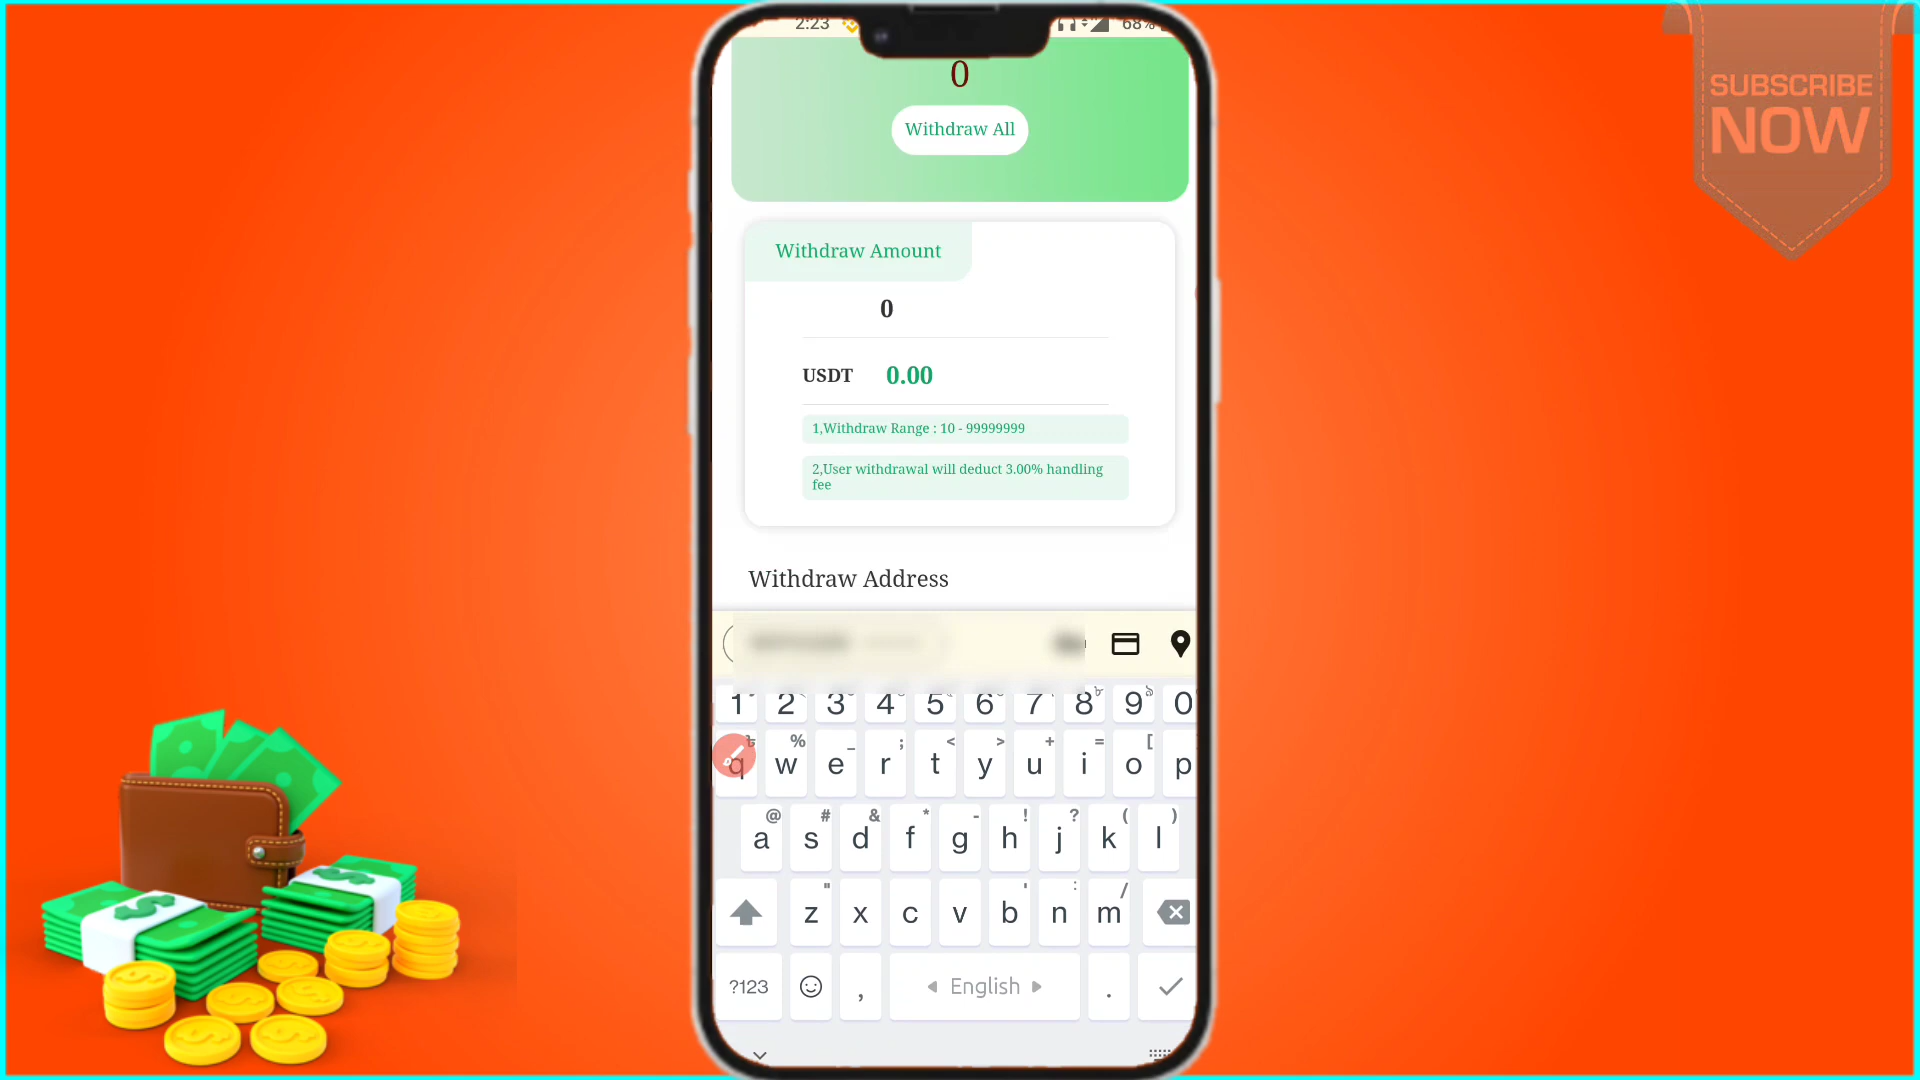 2:23
68%
SUBSCRIBE
NOW
0
Withdraw All
Withdraw Amount
0
USDT 0.00
1,Withdraw Range : 10 - 99999999
2,User withdrawal will deduct 3.00% handling
fee
Withdraw Address
1 2 3 4 5 6 7 8 9 0
% _ ; < > + = [
q w e r t y u i o p
@ # & * - ! ? ( )
a s d f g h j k l
" ' : /
z x c v b n m
?123 , English .